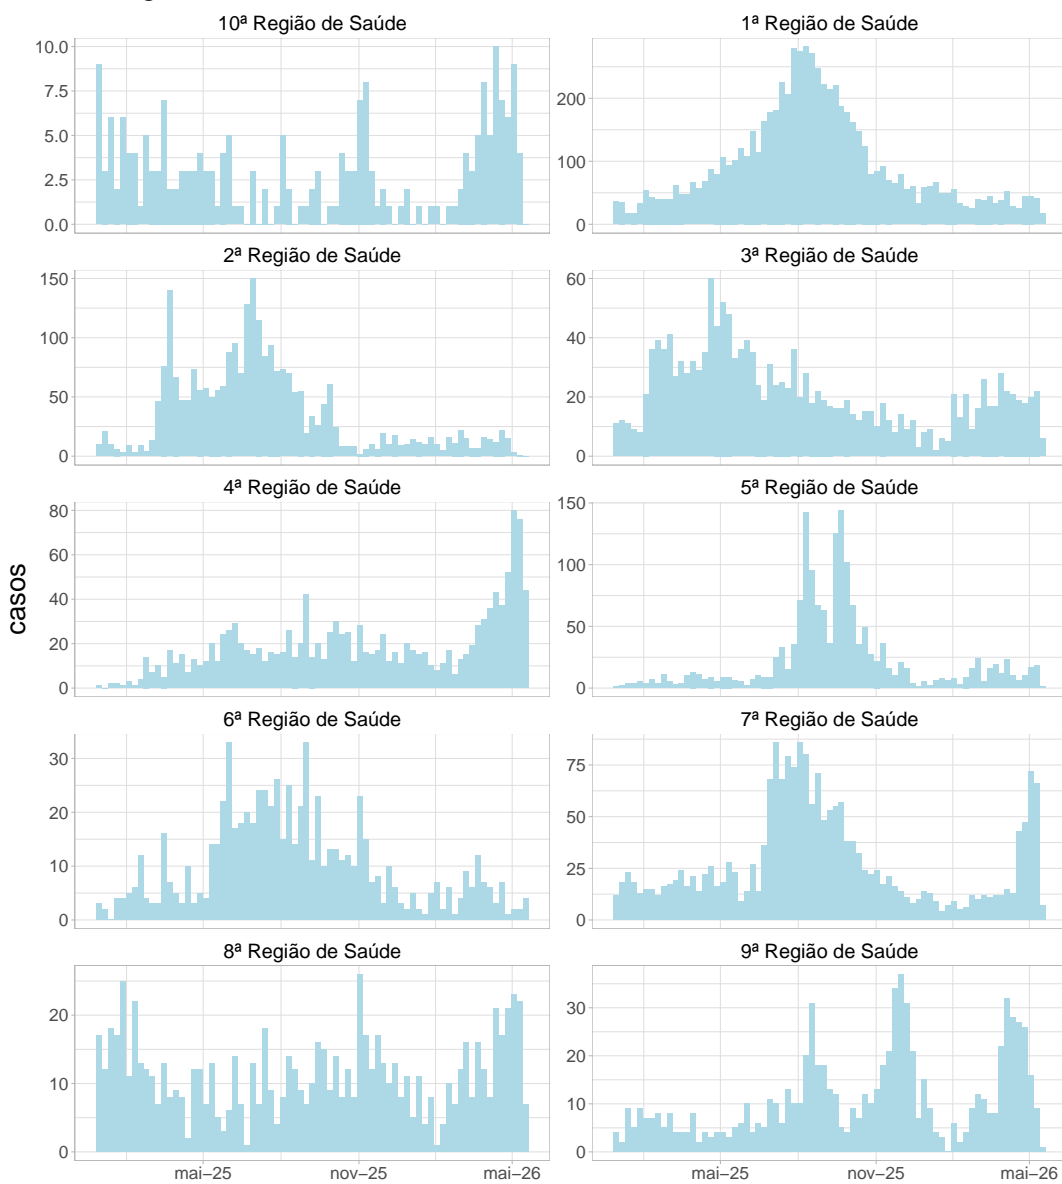 10ª Região de Saúde
1ª Região de Saúde
10.0
7.5
5.0
2.5
0.0
200
100
0
2ª Região de Saúde
3ª Região de Saúde
150
100
50
0
60
40
20
0
4ª Região de Saúde
5ª Região de Saúde
80
60
40
20
0
150
100
50
0
casos
6ª Região de Saúde
7ª Região de Saúde
30
20
10
0
75
50
25
0
8ª Região de Saúde
9ª Região de Saúde
20
10
0
30
20
10
0
mai–25
nov–25
mai–26
mai–25
nov–25
mai–26